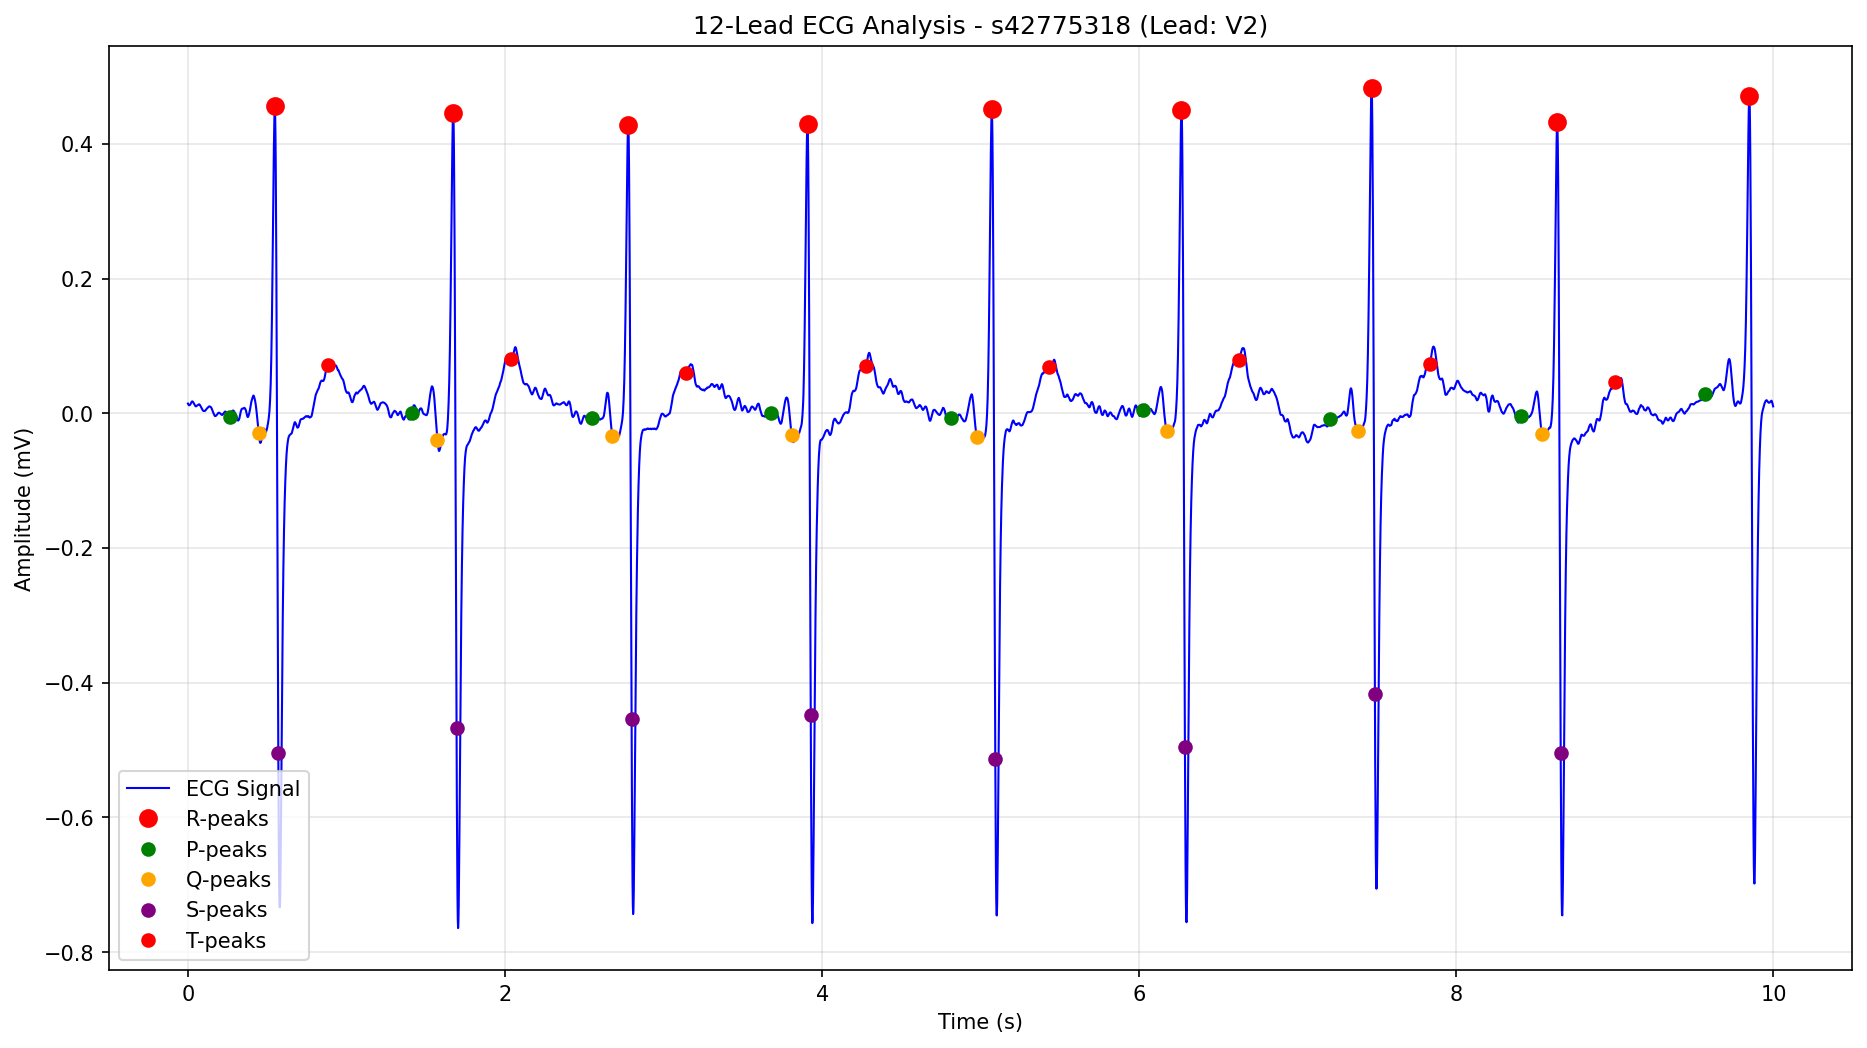 12-Lead ECG Analysis - s42775318 (Lead: V2)
Amplitude (mV)
0.4
0.2
0.0
−0.2
−0.4
−0.6
−0.8
ECG Signal
R-peaks
P-peaks
Q-peaks
S-peaks
T-peaks
0 2 4 6 8 10
Time (s)